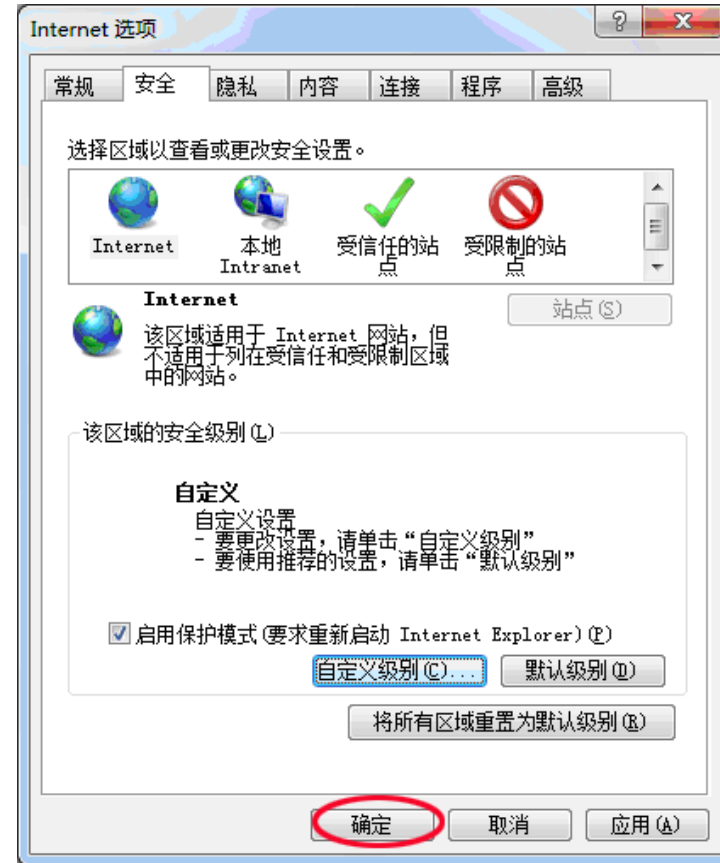 Internet 选项
常规 安全 隐私 内容 连接 程序 高级
选择区域以查看或更改安全设置。
Internet
本地
Intranet
受信任的站
点
受限制的站
点
Internet
站点(S)
该区域适用于 Internet 网站，但
不适用于列在受信任和受限制区域
中的网站。
该区域的安全级别(L)
自定义
自定义设置
- 要更改设置，请单击“自定义级别”
- 要使用推荐的设置，请单击“默认级别”
启用保护模式(要求重新启动 Internet Explorer)(P)
自定义级别(C)... 默认级别(D)
将所有区域重置为默认级别(R)
确定 取消 应用(A)